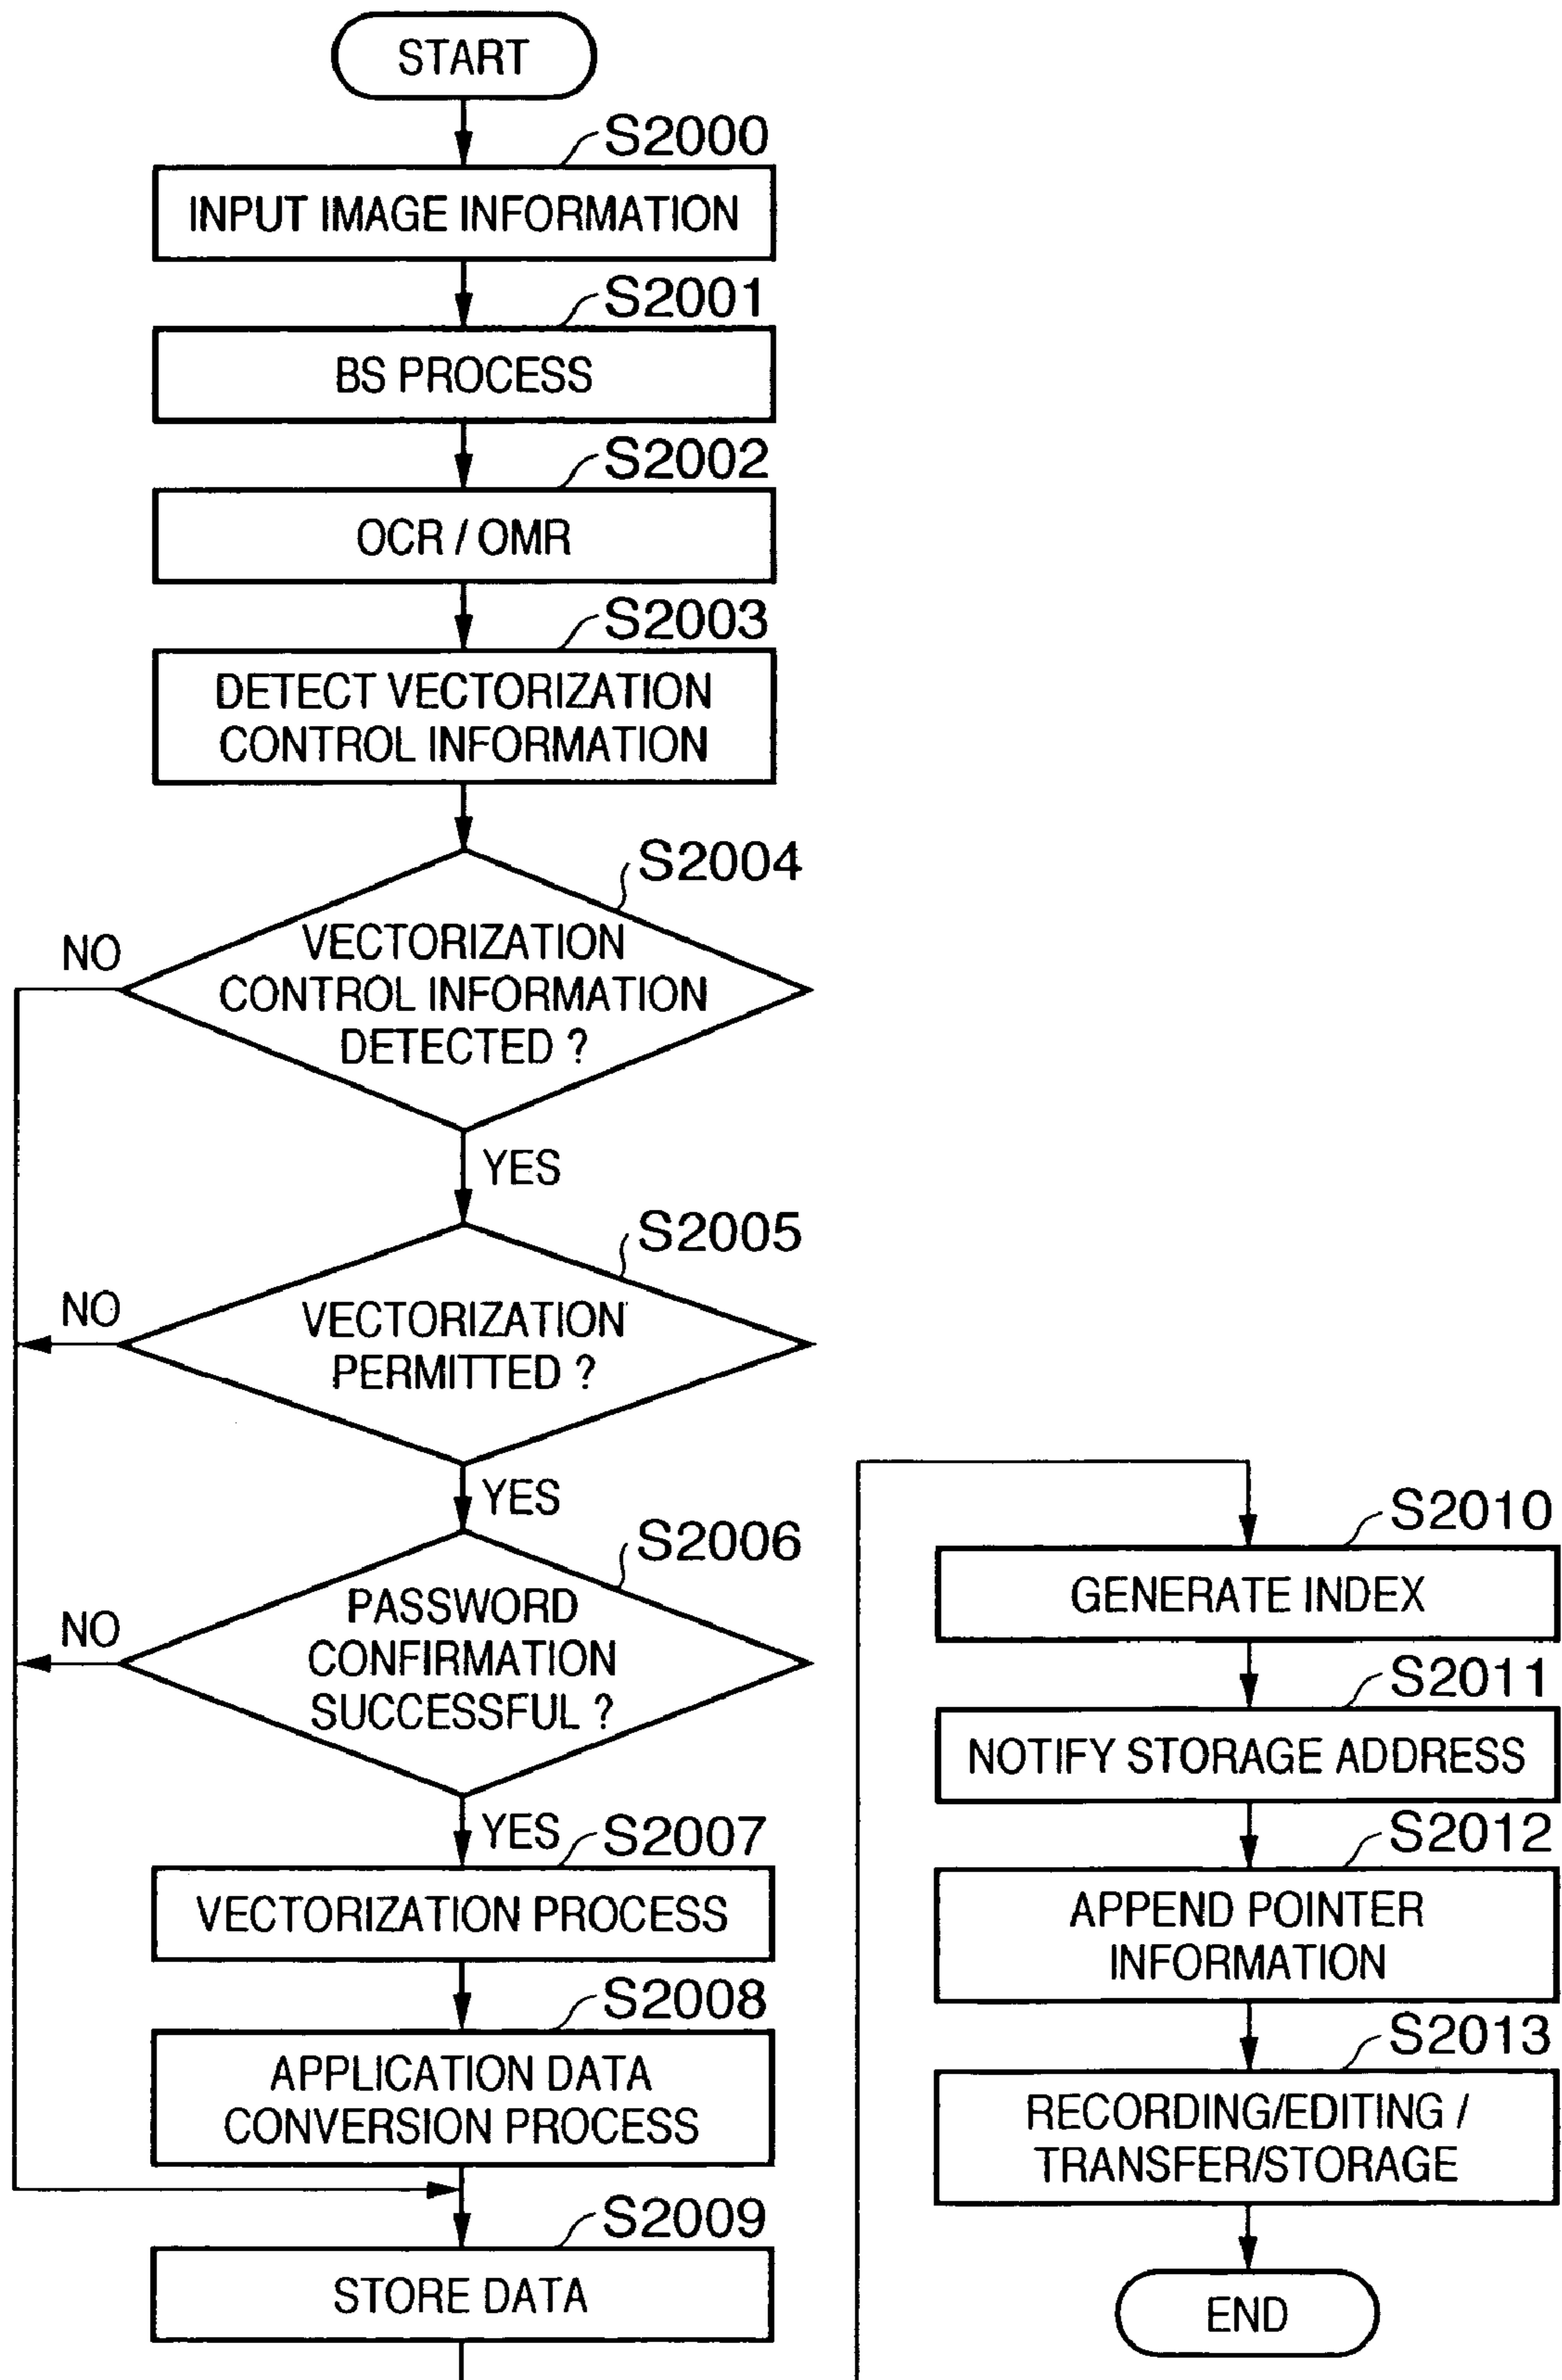 START
S2000
INPUT IMAGE INFORMATION
S2001
BS PROCESS
S2002
OCR / OMR
S2003
DETECT VECTORIZATION
CONTROL INFORMATION
S2004
NO
VECTORIZATION
CONTROL INFORMATION
DETECTED ?
YES
S2005
NO
VECTORIZATION
PERMITTED ?
YES
S2006
NO
PASSWORD
CONFIRMATION
SUCCESSFUL ?
YES
S2007
VECTORIZATION PROCESS
S2008
APPLICATION DATA
CONVERSION PROCESS
S2009
STORE DATA
S2010
GENERATE INDEX
S2011
NOTIFY STORAGE ADDRESS
S2012
APPEND POINTER
INFORMATION
S2013
RECORDING/EDITING /
TRANSFER/STORAGE
END